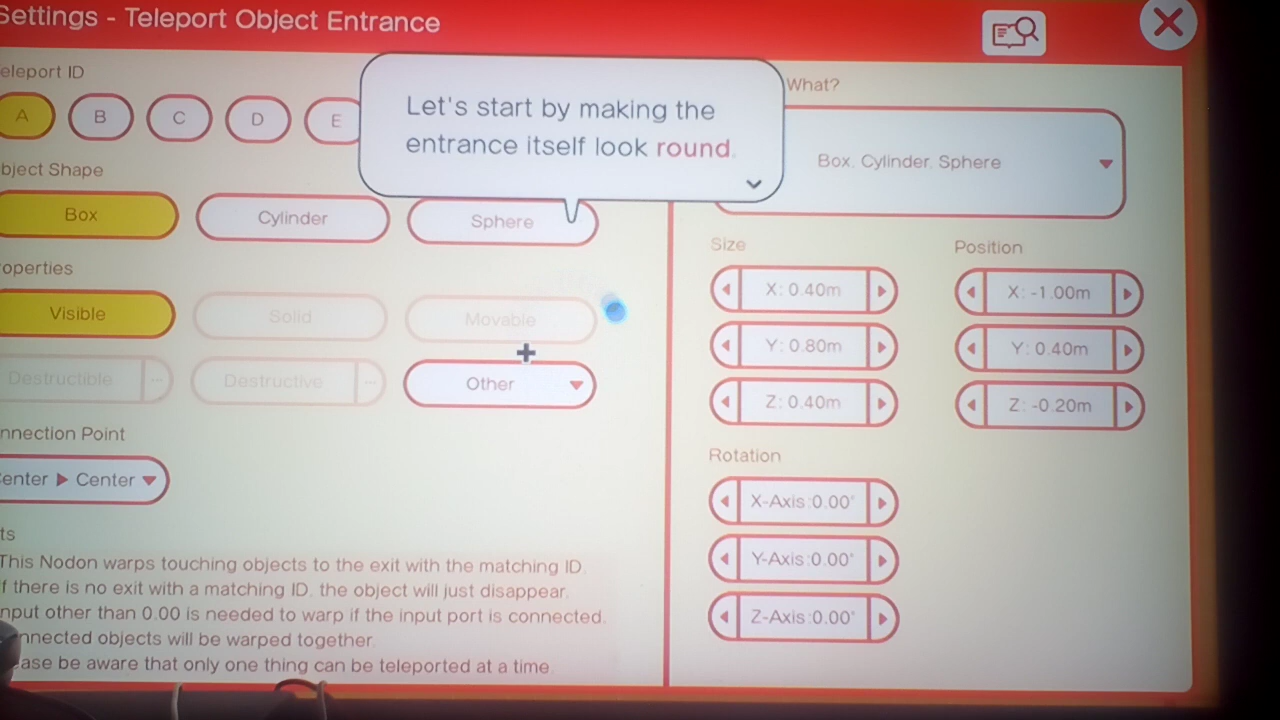 Settings - Teleport Object Entrance
eleport ID
A B C D E
Let's start by making the
entrance itself look round.
What?
Box, Cylinder, Sphere
bject Shape
Box Cylinder Sphere
operties
Visible Solid Movable
Destructible ... Destructive ... Other
nnection Point
enter ▶ Center
Size
X: 0.40m
Y: 0.80m
Z: 0.40m
Position
X: -1.00m
Y: 0.40m
Z: -0.20m
Rotation
X-Axis:0.00°
Y-Axis:0.00°
Z-Axis:0.00°
ts
This Nodon warps touching objects to the exit with the matching ID.
f there is no exit with a matching ID, the object will just disappear.
nput other than 0.00 is needed to warp if the input port is connected.
nnected objects will be warped together.
ease be aware that only one thing can be teleported at a time.